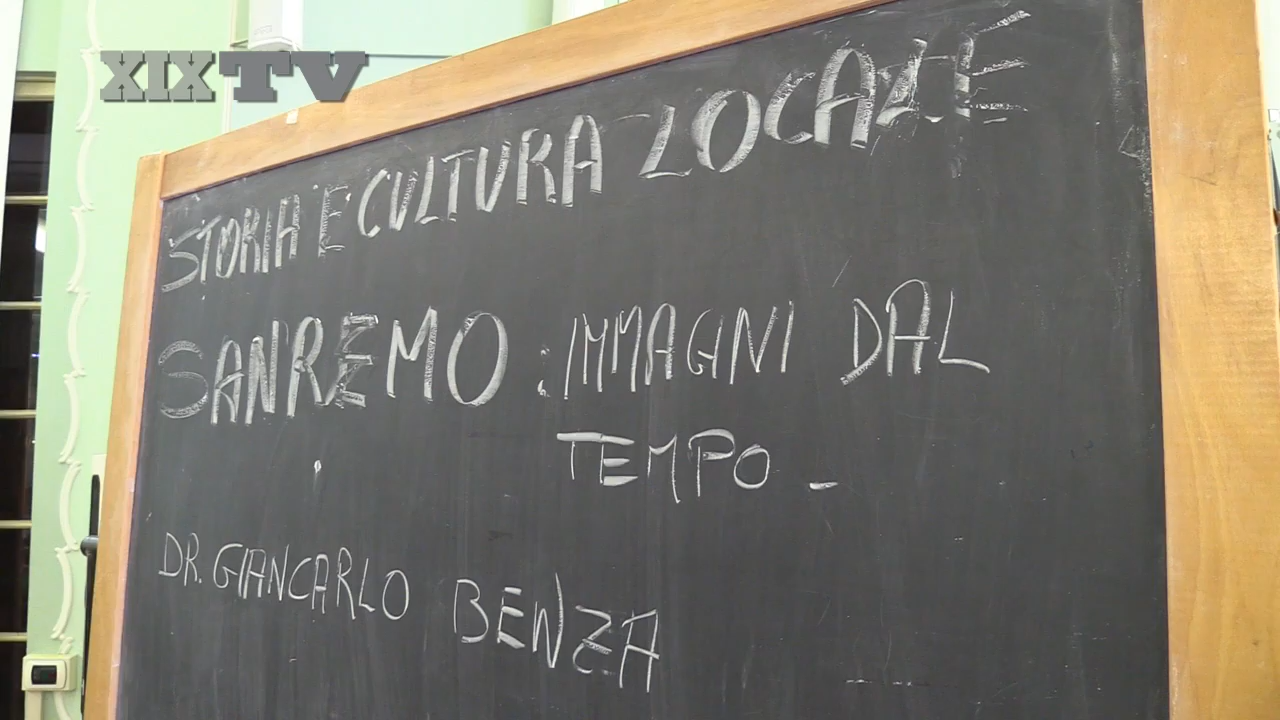 XIXTV
STORIA E CULTURA LOCALE
SANREMO : IMMAGINI DAL
TEMPO -
DR. GIANCARLO BENZA